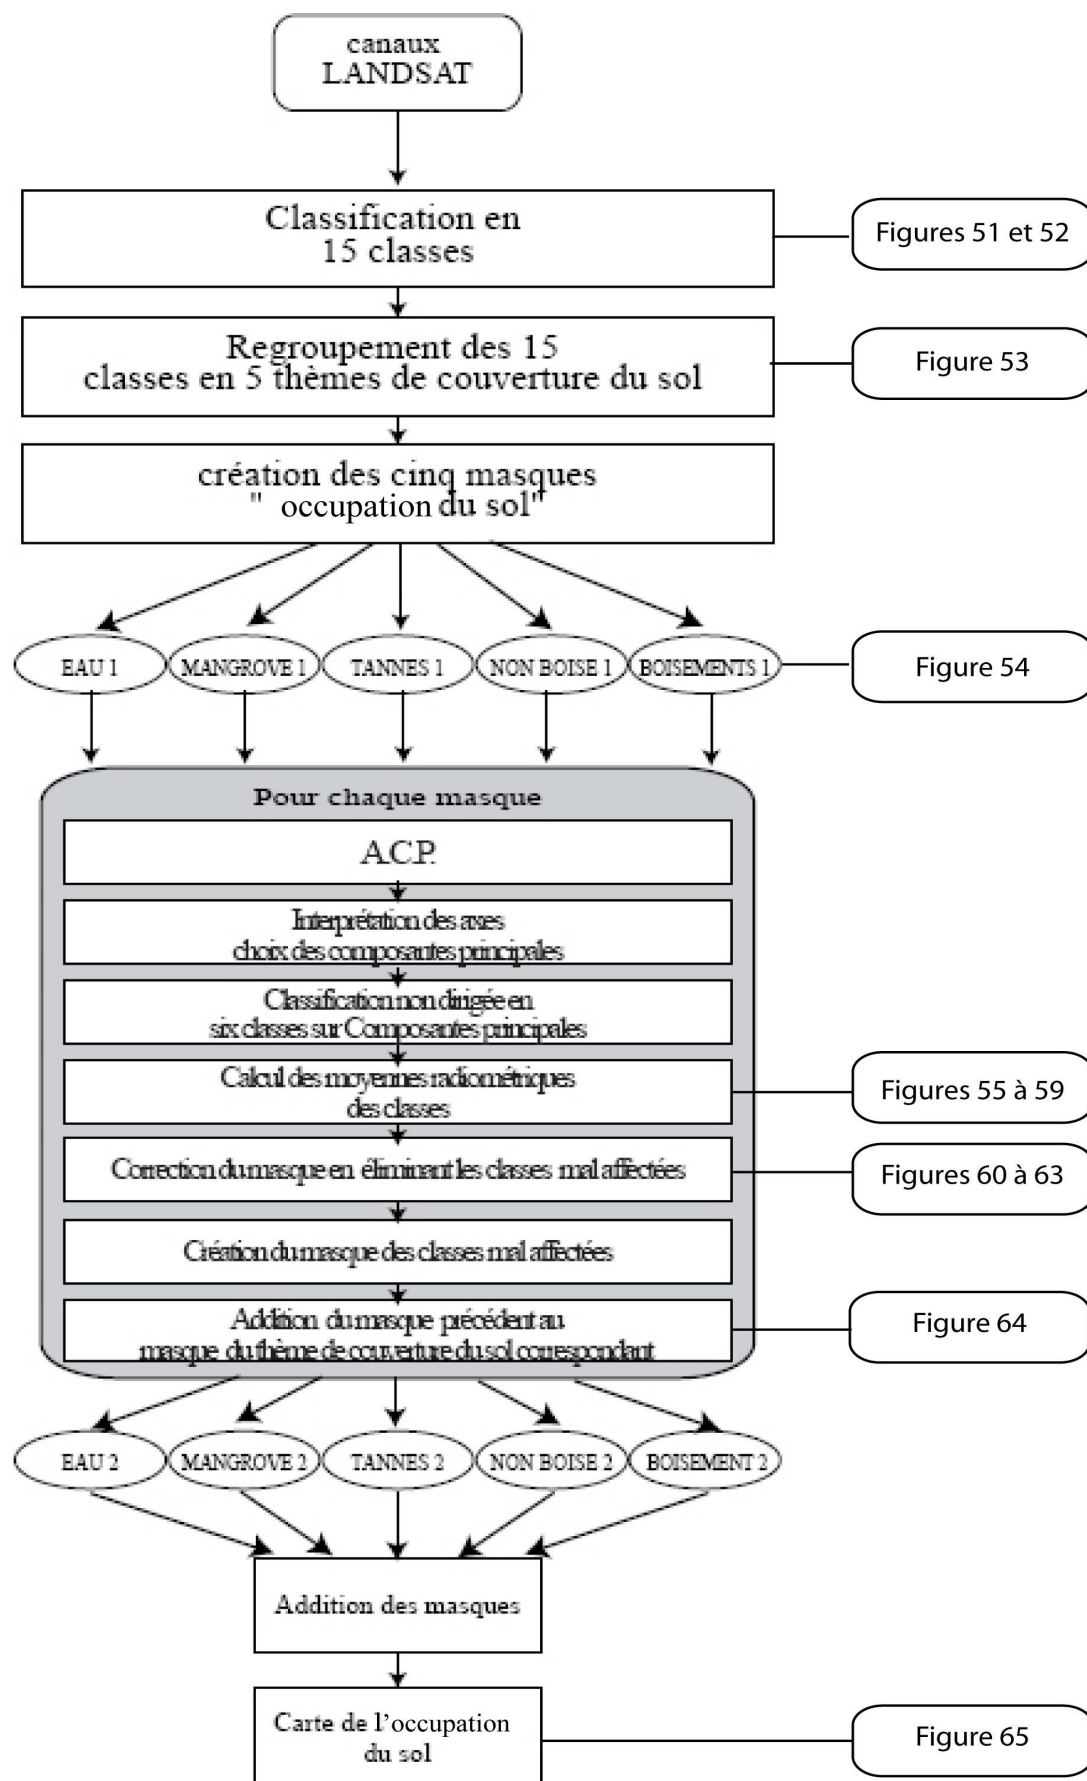 canaux
LANDSAT
Classification en
15 classes
Figures 51 et 52
Regroupement des 15
classes en 5 thèmes de couverture du sol
Figure 53
création des cinq masques
" occupation du sol"
EAU 1
MANGROVE 1
TANNES 1
NON BOISE 1
BOISEMENTS 1
Figure 54
Pour chaque masque
A.C.P.
Interprétation des axes
choix des composantes principales
Classification non dirigée en
six classes sur Composantes principales
Calcul des moyennes radiométriques
des classes
Figures 55 à 59
Correction du masque en éliminant les classes mal affectées
Figures 60 à 63
Création du masque des classes mal affectées
Addition du masque précédent au
masque du thème de couverture du sol correspondant
Figure 64
EAU 2
MANGROVE 2
TANNES 2
NON BOISE 2
BOISEMENT 2
Addition des masques
Carte de l'occupation
du sol
Figure 65